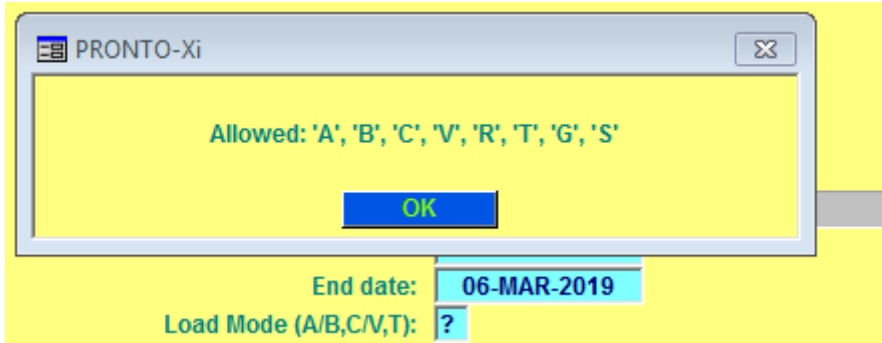 PRONTO-Xi
Allowed: 'A', 'B', 'C', 'V', 'R', 'T', 'G', 'S'
OK
End date: 06-MAR-2019
Load Mode (A/B,C/V,T): ?